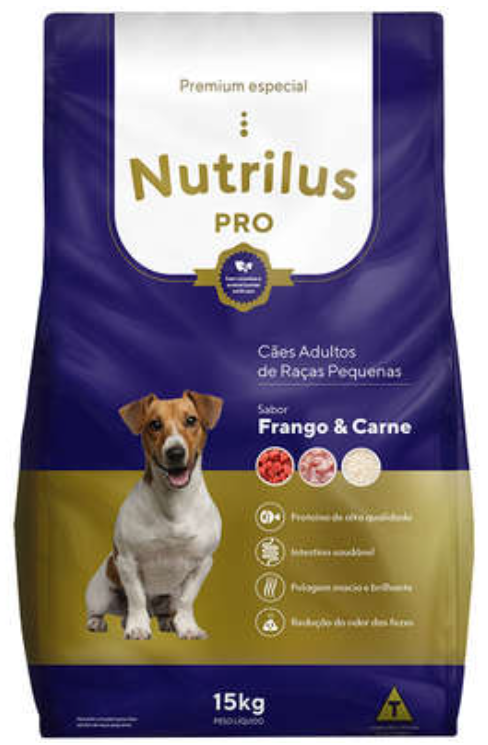 Premium especial
Nutrilus
PRO
Cães Adultos
de Raças Pequenas
Sabor
Frango & Carne
Proteína de alta qualidade
Intestino saudável
Pelagem macia e brilhante
Redução do odor das fezes
15kg
PESO LÍQUIDO
T